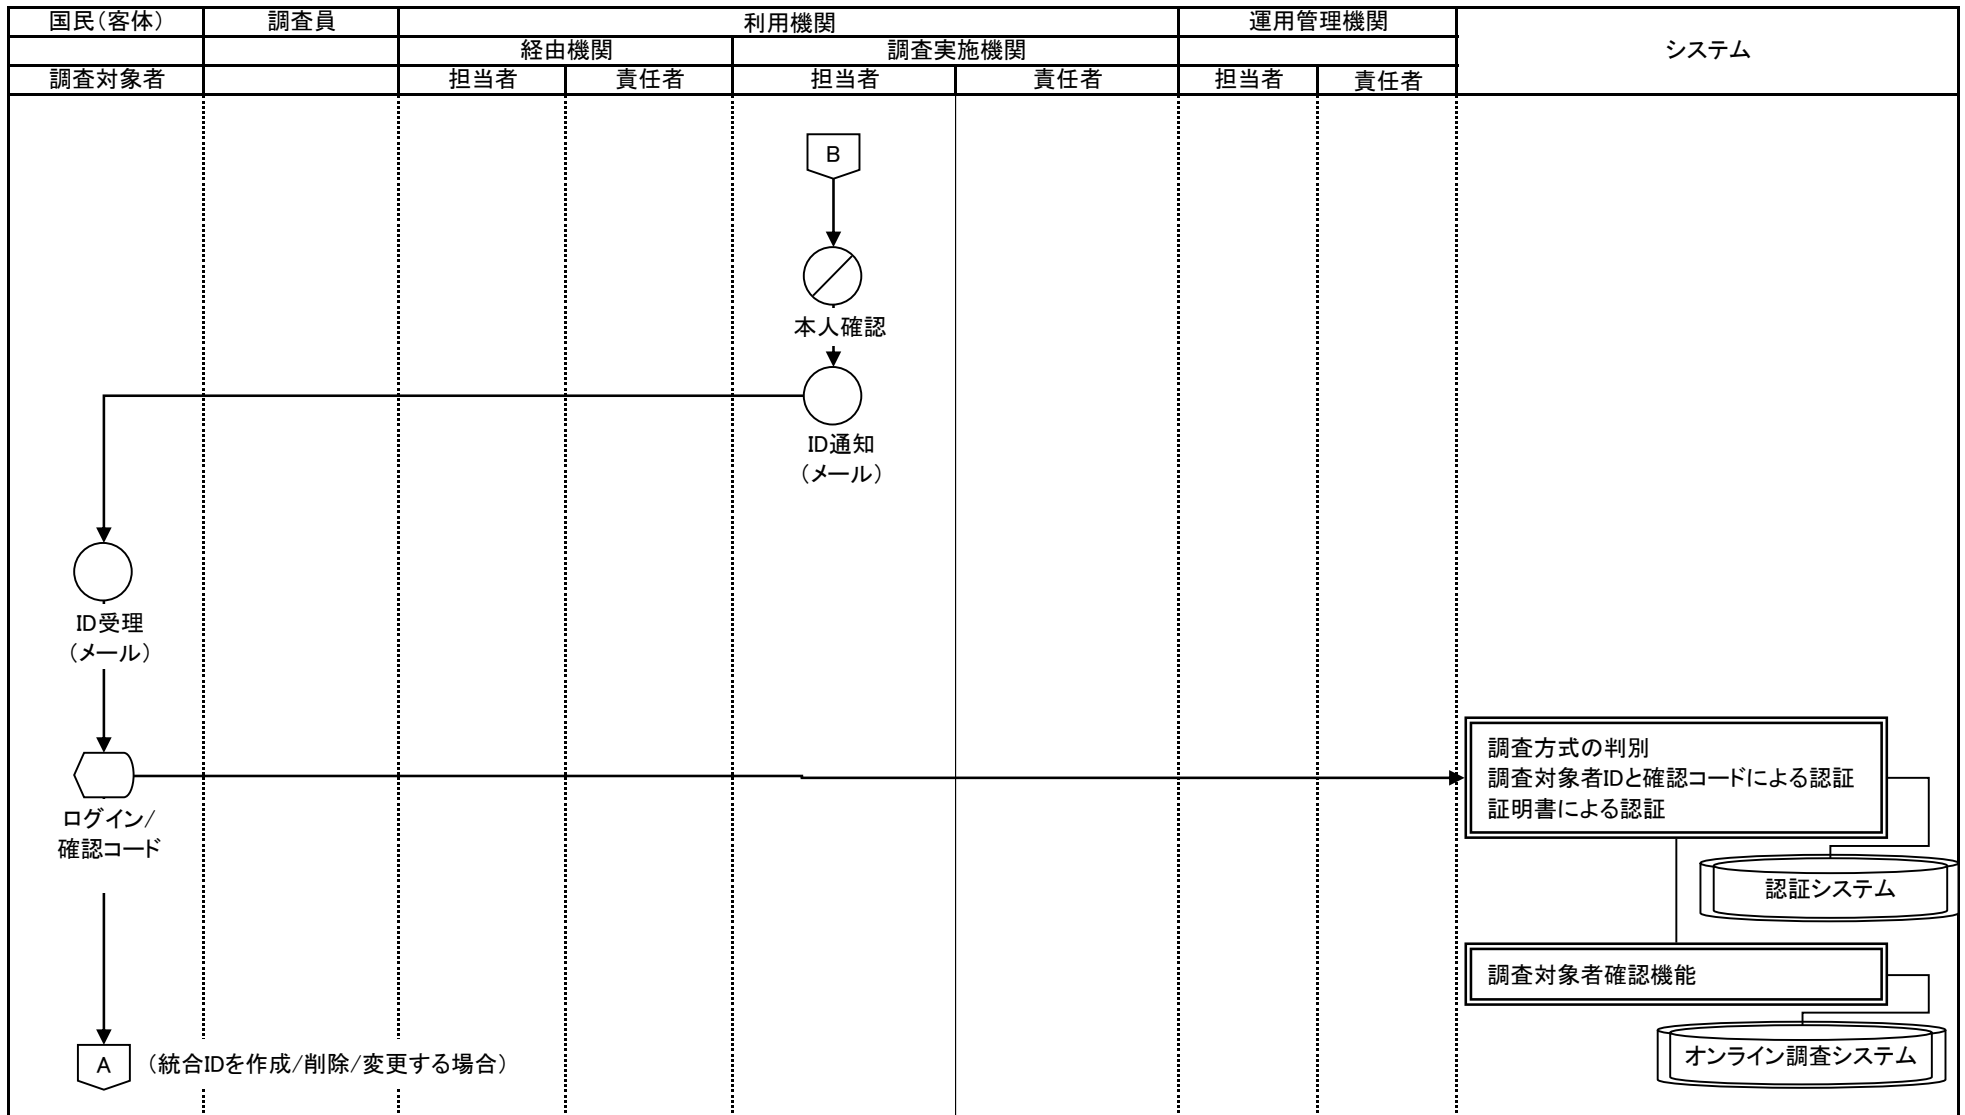 国民（客体）
調査員
利用機関
運用管理機関
システム
経由機関
調査実施機関
調査対象者
担当者
責任者
担当者
責任者
担当者
責任者
B
本人確認
ID通知
（メール）
ID受理
（メール）
調査方式の判別
調査対象者IDと確認コードによる認証
証明書による認証
ログイン/
確認コード
認証システム
調査対象者確認機能
オンライン調査システム
A
（統合IDを作成/削除/変更する場合）